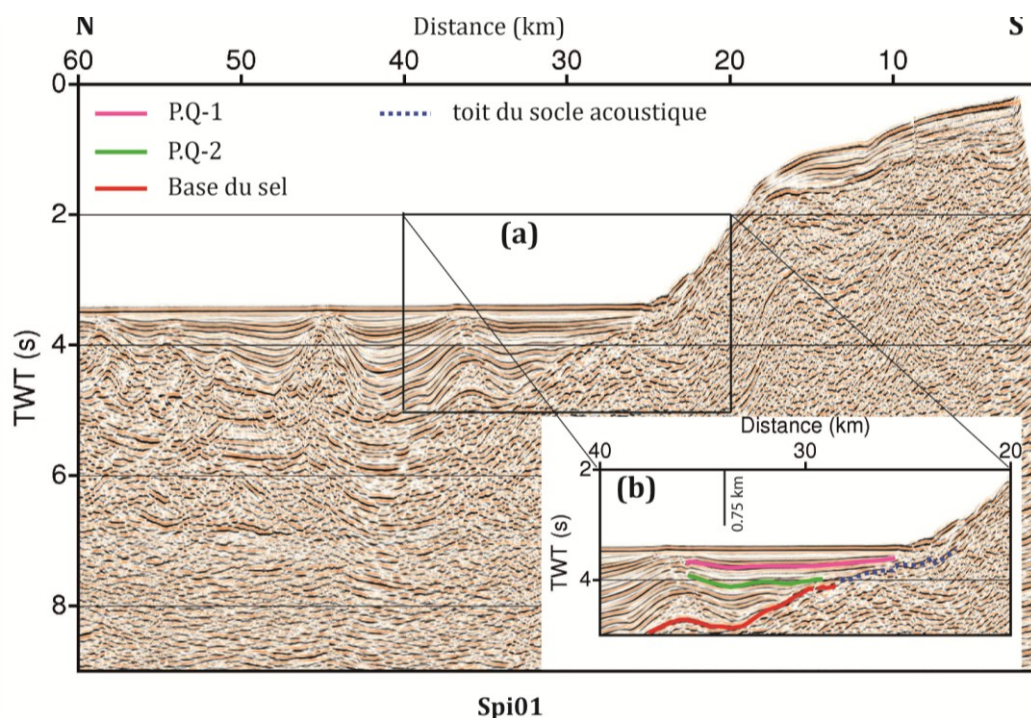 N Distance (km) S
60 50 40 30 20 10
0
P.Q-1 toit du socle acoustique
P.Q-2
Base du sel
2
(a)
TWT (s)
4
6
8
Distance (km)
40 30 20
2
(b)
0.75 km
TWT (s)
4
Spi01